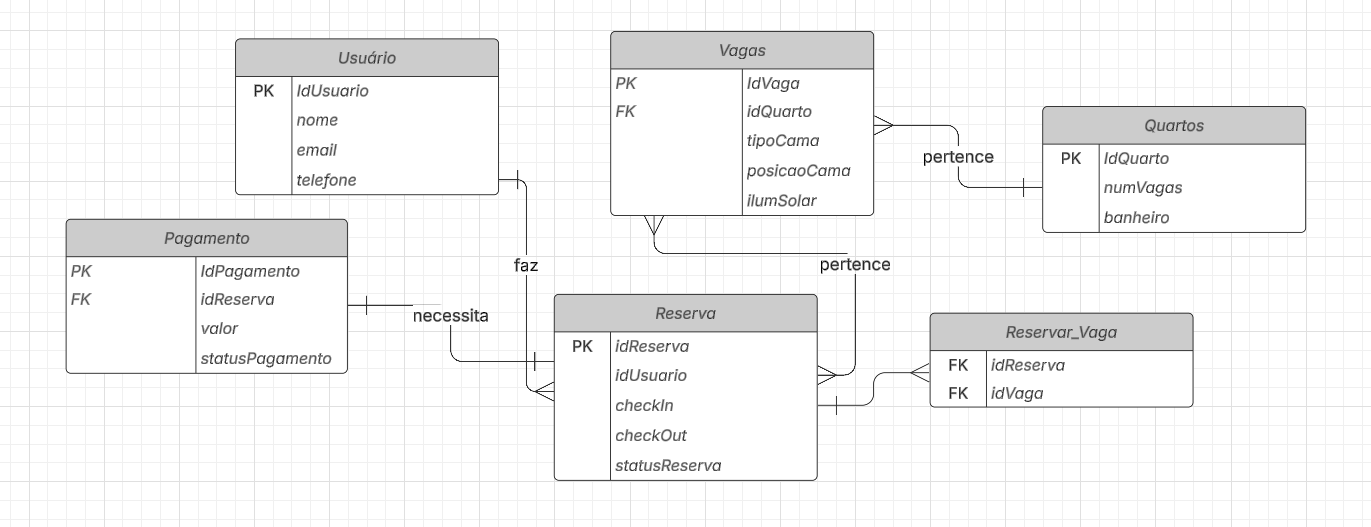 Usuário
PK IdUsuario
nome
email
telefone
Vagas
PK IdVaga
FK idQuarto
tipoCama
posicaoCama
ilumSolar
pertence
Quartos
PK IdQuarto
numVagas
banheiro
Pagamento
PK IdPagamento
FK idReserva
valor
statusPagamento
necessita
faz
pertence
Reserva
PK idReserva
idUsuario
checkIn
checkOut
statusReserva
Reservar_Vaga
FK idReserva
FK idVaga